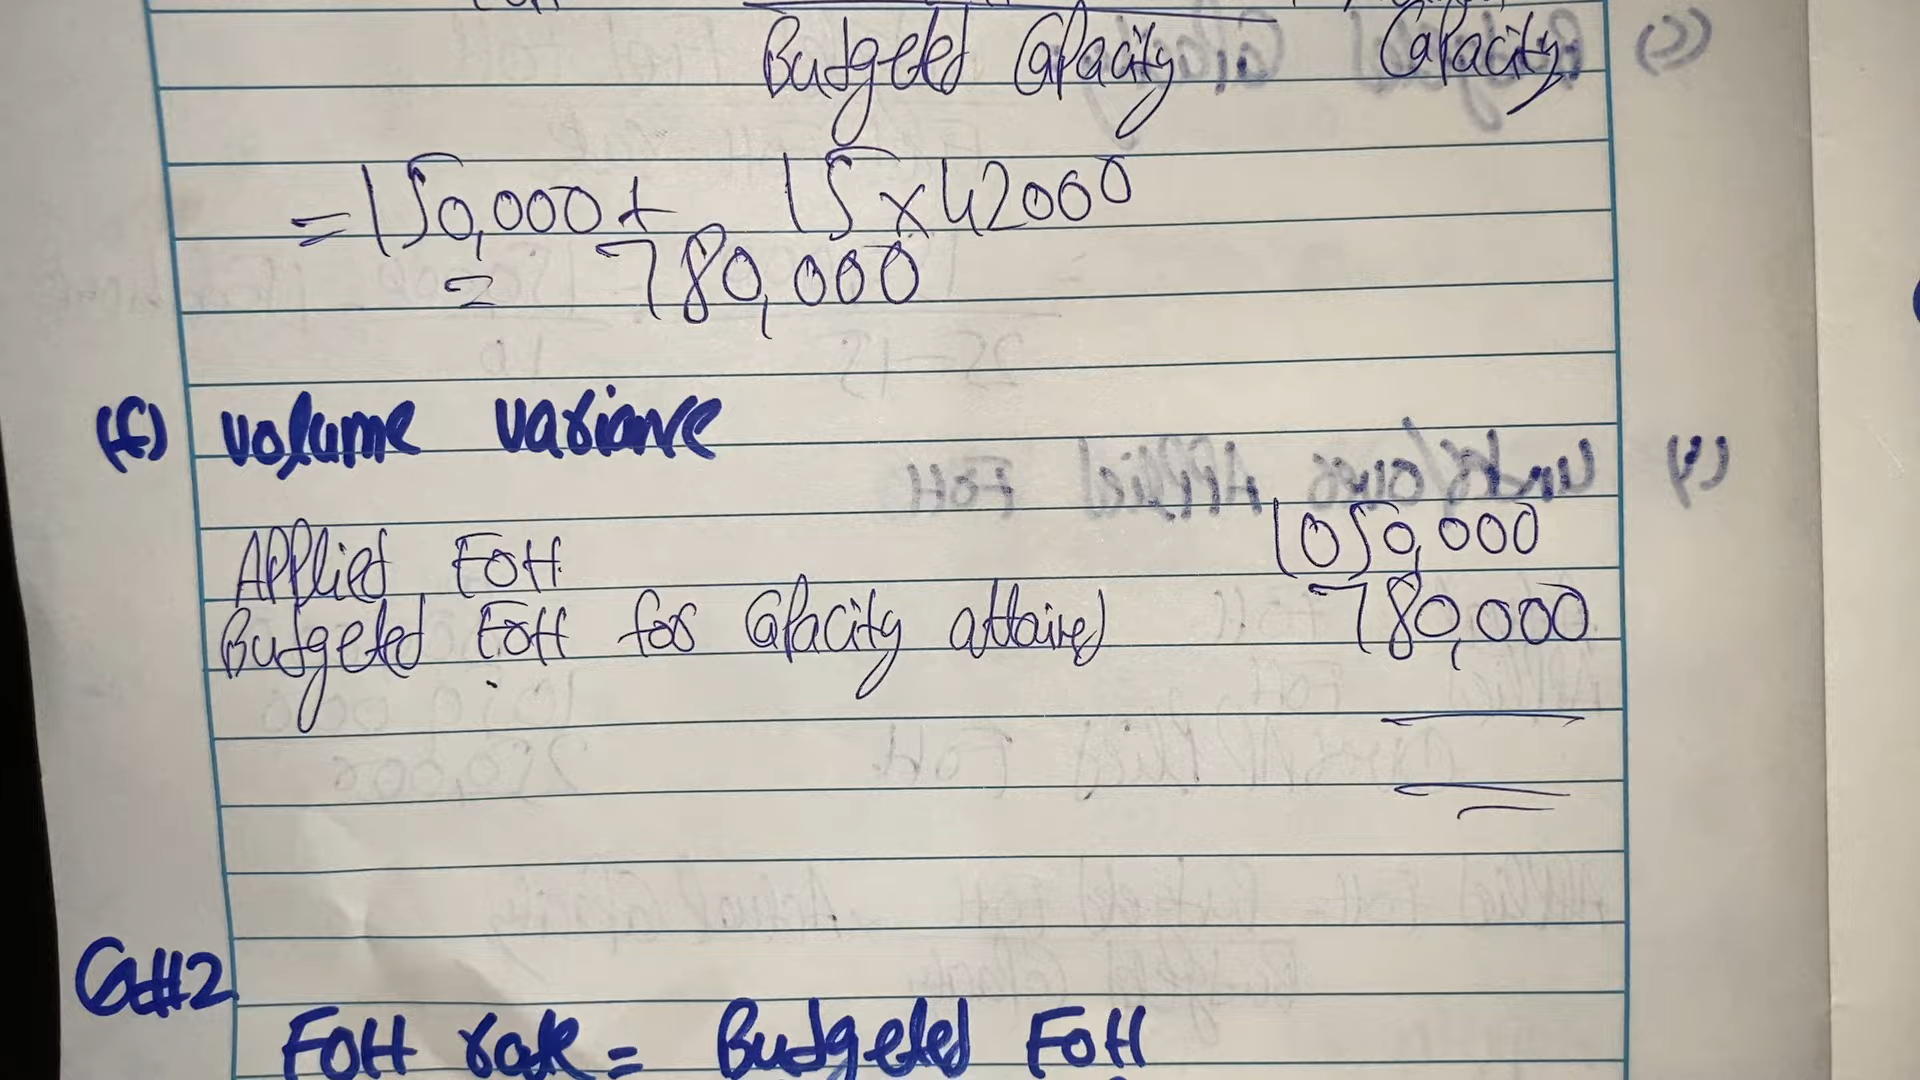 Budgeted Capacity Capacity
= 150,000 + 15 x 42000
= 780,000
(f) Volume variance
Applied FOH 1050,000
Budgeted FOH for Capacity attained 780,000
Q#2
FOH rate = Budgeted FOH